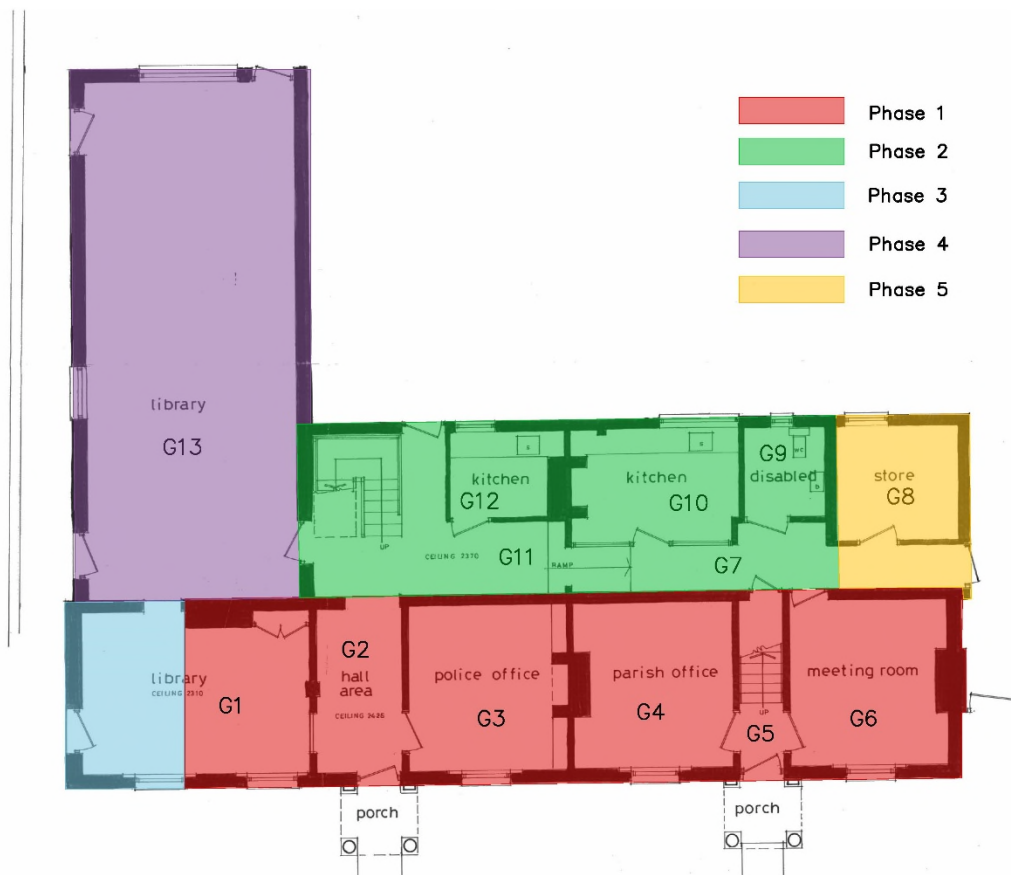 Phase 1
Phase 2
Phase 3
Phase 4
Phase 5
library
G13
kitchen
G12
kitchen
G10
G9
WC
disabled
B
store
G8
S
S
UP
CEILING 2370
G11
RAMP
G7
library
CEILING 2310
G1
G2
hall
area
CEILING 2426
police office
G3
parish office
G4
UP
G5
meeting room
G6
porch
porch